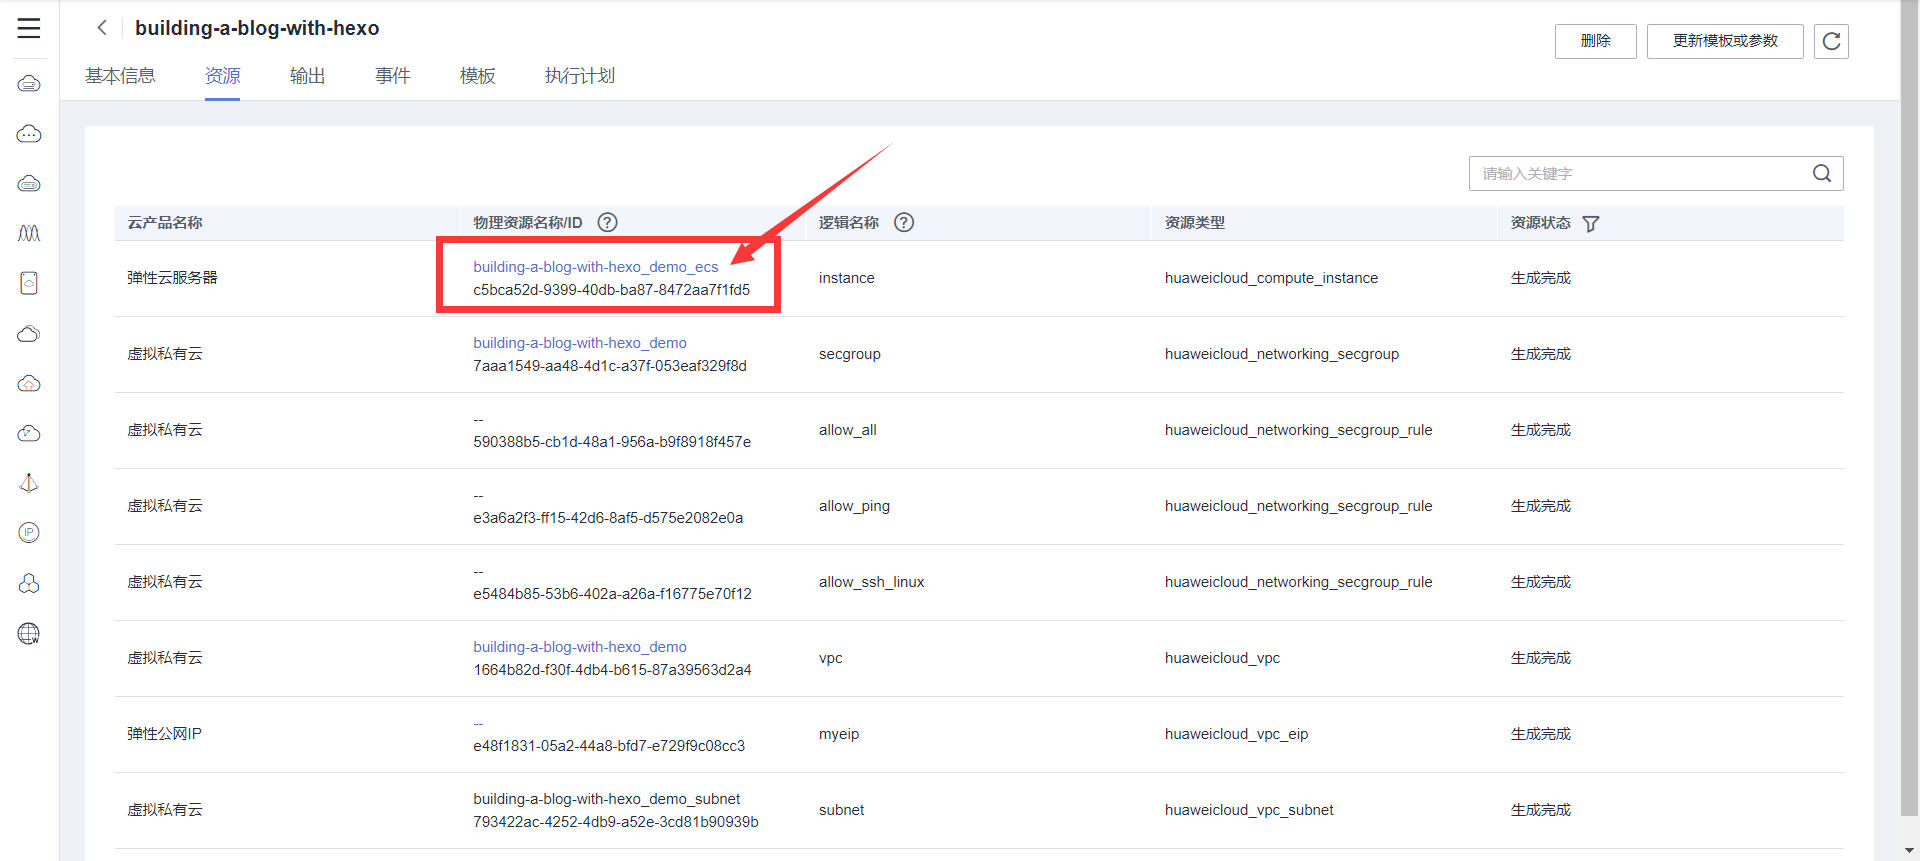 building-a-blog-with-hexo
删除
更新模板或参数
基本信息
资源
输出
事件
模板
执行计划
请输入关键字
云产品名称
物理资源名称/ID ?
逻辑名称 ?
资源类型
资源状态
弹性云服务器
building-a-blog-with-hexo_demo_ecs
c5bca52d-9399-40db-ba87-8472aa7f1fd5
instance
huaweicloud_compute_instance
生成完成
虚拟私有云
building-a-blog-with-hexo_demo
7aaa1549-aa48-4d1c-a37f-053eaf329f8d
secgroup
huaweicloud_networking_secgroup
生成完成
虚拟私有云
--
590388b5-cb1d-48a1-956a-b9f8918f457e
allow_all
huaweicloud_networking_secgroup_rule
生成完成
虚拟私有云
--
e3a6a2f3-ff15-42d6-8af5-d575e2082e0a
allow_ping
huaweicloud_networking_secgroup_rule
生成完成
虚拟私有云
--
e5484b85-53b6-402a-a26a-f16775e70f12
allow_ssh_linux
huaweicloud_networking_secgroup_rule
生成完成
虚拟私有云
building-a-blog-with-hexo_demo
1664b82d-f30f-4db4-b615-87a39563d2a4
vpc
huaweicloud_vpc
生成完成
弹性公网IP
--
e48f1831-05a2-44a8-bfd7-e729f9c08cc3
myeip
huaweicloud_vpc_eip
生成完成
虚拟私有云
building-a-blog-with-hexo_demo_subnet
793422ac-4252-4db9-a52e-3cd81b90939b
subnet
huaweicloud_vpc_subnet
生成完成
IP
W